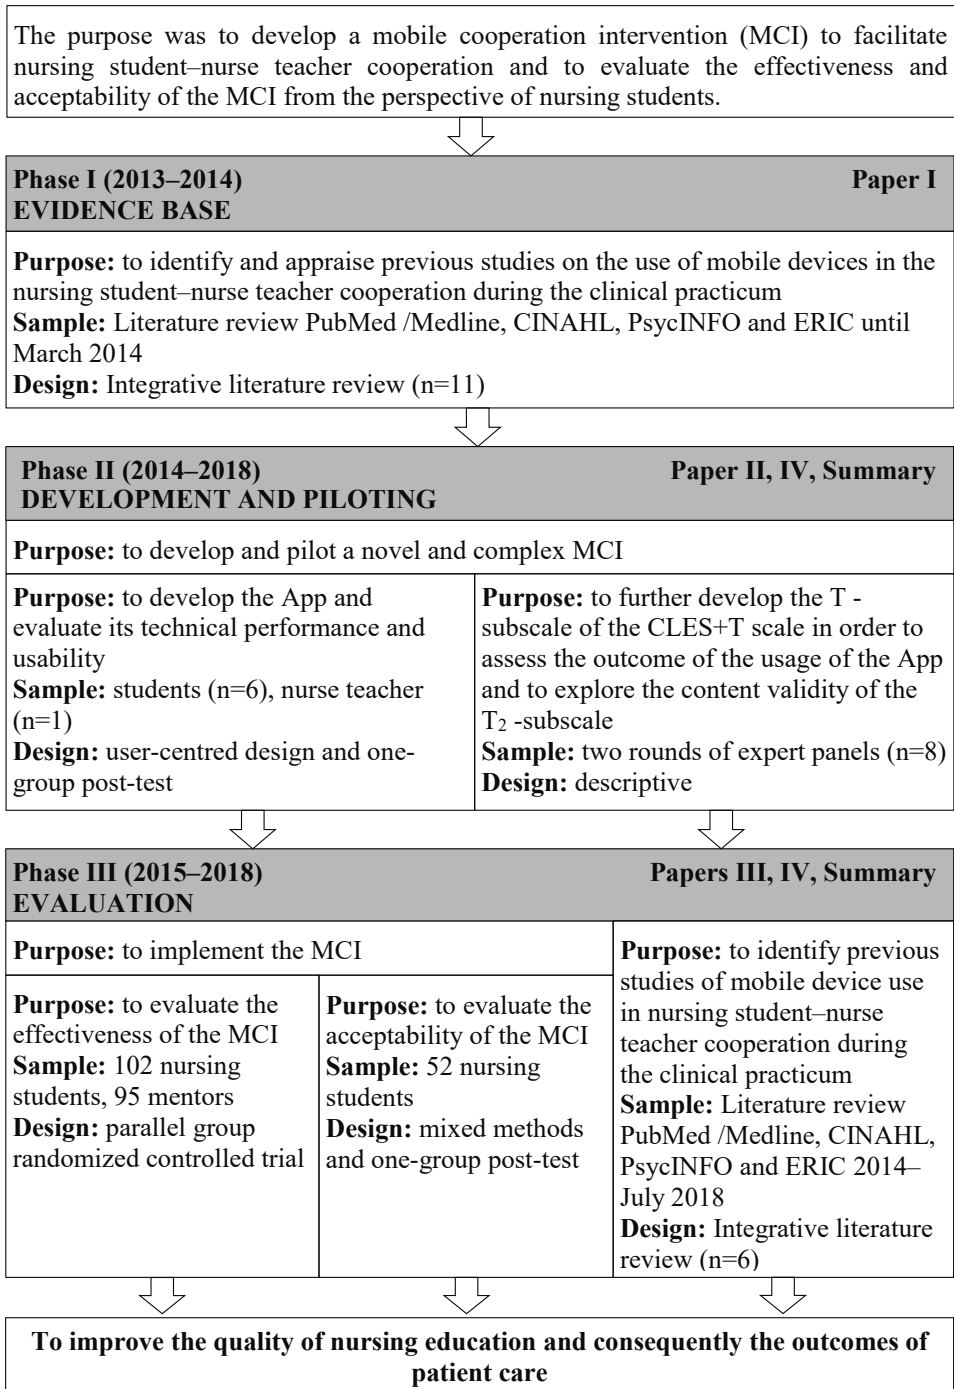 The purpose was to develop a mobile cooperation intervention (MCI) to facilitate
nursing student–nurse teacher cooperation and to evaluate the effectiveness and
acceptability of the MCI from the perspective of nursing students.
Phase I (2013–2014) Paper I
EVIDENCE BASE
Purpose: to identify and appraise previous studies on the use of mobile devices in the
nursing student–nurse teacher cooperation during the clinical practicum
Sample: Literature review PubMed /Medline, CINAHL, PsycINFO and ERIC until
March 2014
Design: Integrative literature review (n=11)
Phase II (2014–2018) Paper II, IV, Summary
DEVELOPMENT AND PILOTING
Purpose: to develop and pilot a novel and complex MCI
Purpose: to develop the App and
evaluate its technical performance and
usability
Sample: students (n=6), nurse teacher
(n=1)
Design: user-centred design and one-
group post-test
Purpose: to further develop the T -
subscale of the CLES+T scale in order to
assess the outcome of the usage of the App
and to explore the content validity of the
T₂ -subscale
Sample: two rounds of expert panels (n=8)
Design: descriptive
Phase III (2015–2018) Papers III, IV, Summary
EVALUATION
Purpose: to implement the MCI
Purpose: to evaluate the
effectiveness of the MCI
Sample: 102 nursing
students, 95 mentors
Design: parallel group
randomized controlled trial
Purpose: to evaluate the
acceptability of the MCI
Sample: 52 nursing
students
Design: mixed methods
and one-group post-test
Purpose: to identify previous
studies of mobile device use
in nursing student–nurse
teacher cooperation during
the clinical practicum
Sample: Literature review
PubMed /Medline, CINAHL,
PsycINFO and ERIC 2014–
July 2018
Design: Integrative literature
review (n=6)
To improve the quality of nursing education and consequently the outcomes of
patient care